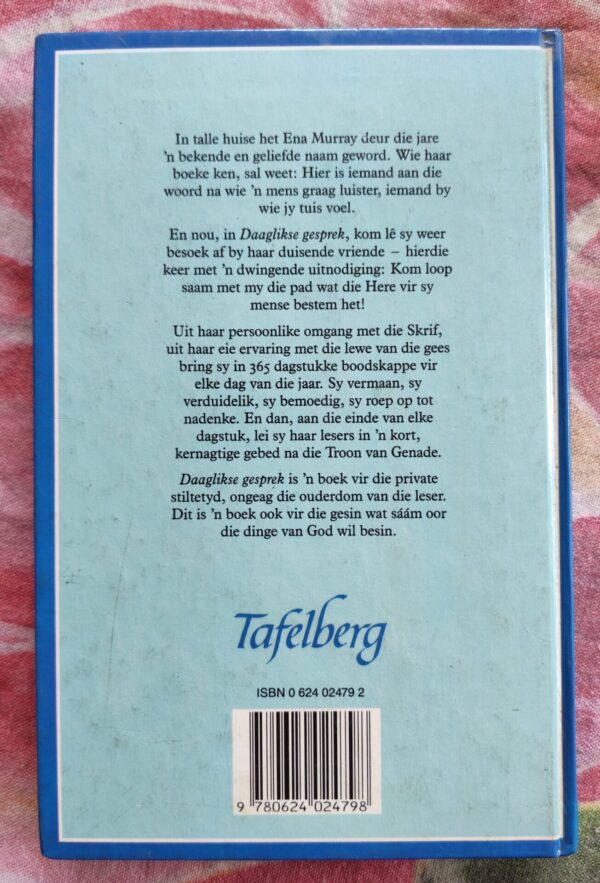 In talle huise het Ena Murray deur die jare
'n bekende en geliefde naam geword. Wie haar
boeke ken, sal weet: Hier is iemand aan die
woord na wie 'n mens graag luister, iemand by
wie jy tuis voel.
En nou, in Daaglikse gesprek, kom lê sy weer
besoek af by haar duisende vriende – hierdie
keer met 'n dwingende uitnodiging: Kom loop
saam met my die pad wat die Here vir sy
mense bestem het!
Uit haar persoonlike omgang met die Skrif,
uit haar eie ervaring met die lewe van die gees
bring sy in 365 dagstukke boodskappe vir
elke dag van die jaar. Sy vermaan, sy
verduidelik, sy bemoedig, sy roep op tot
nadenke. En dan, aan die einde van elke
dagstuk, lei sy haar lesers in 'n kort,
kernagtige gebed na die Troon van Genade.
Daaglikse gesprek is 'n boek vir die private
stiltetyd, ongeag die ouderdom van die leser.
Dit is 'n boek ook vir die gesin wat sáám oor
die dinge van God wil besin.
Tafelberg
ISBN 0 624 02479 2
9 780624 024798